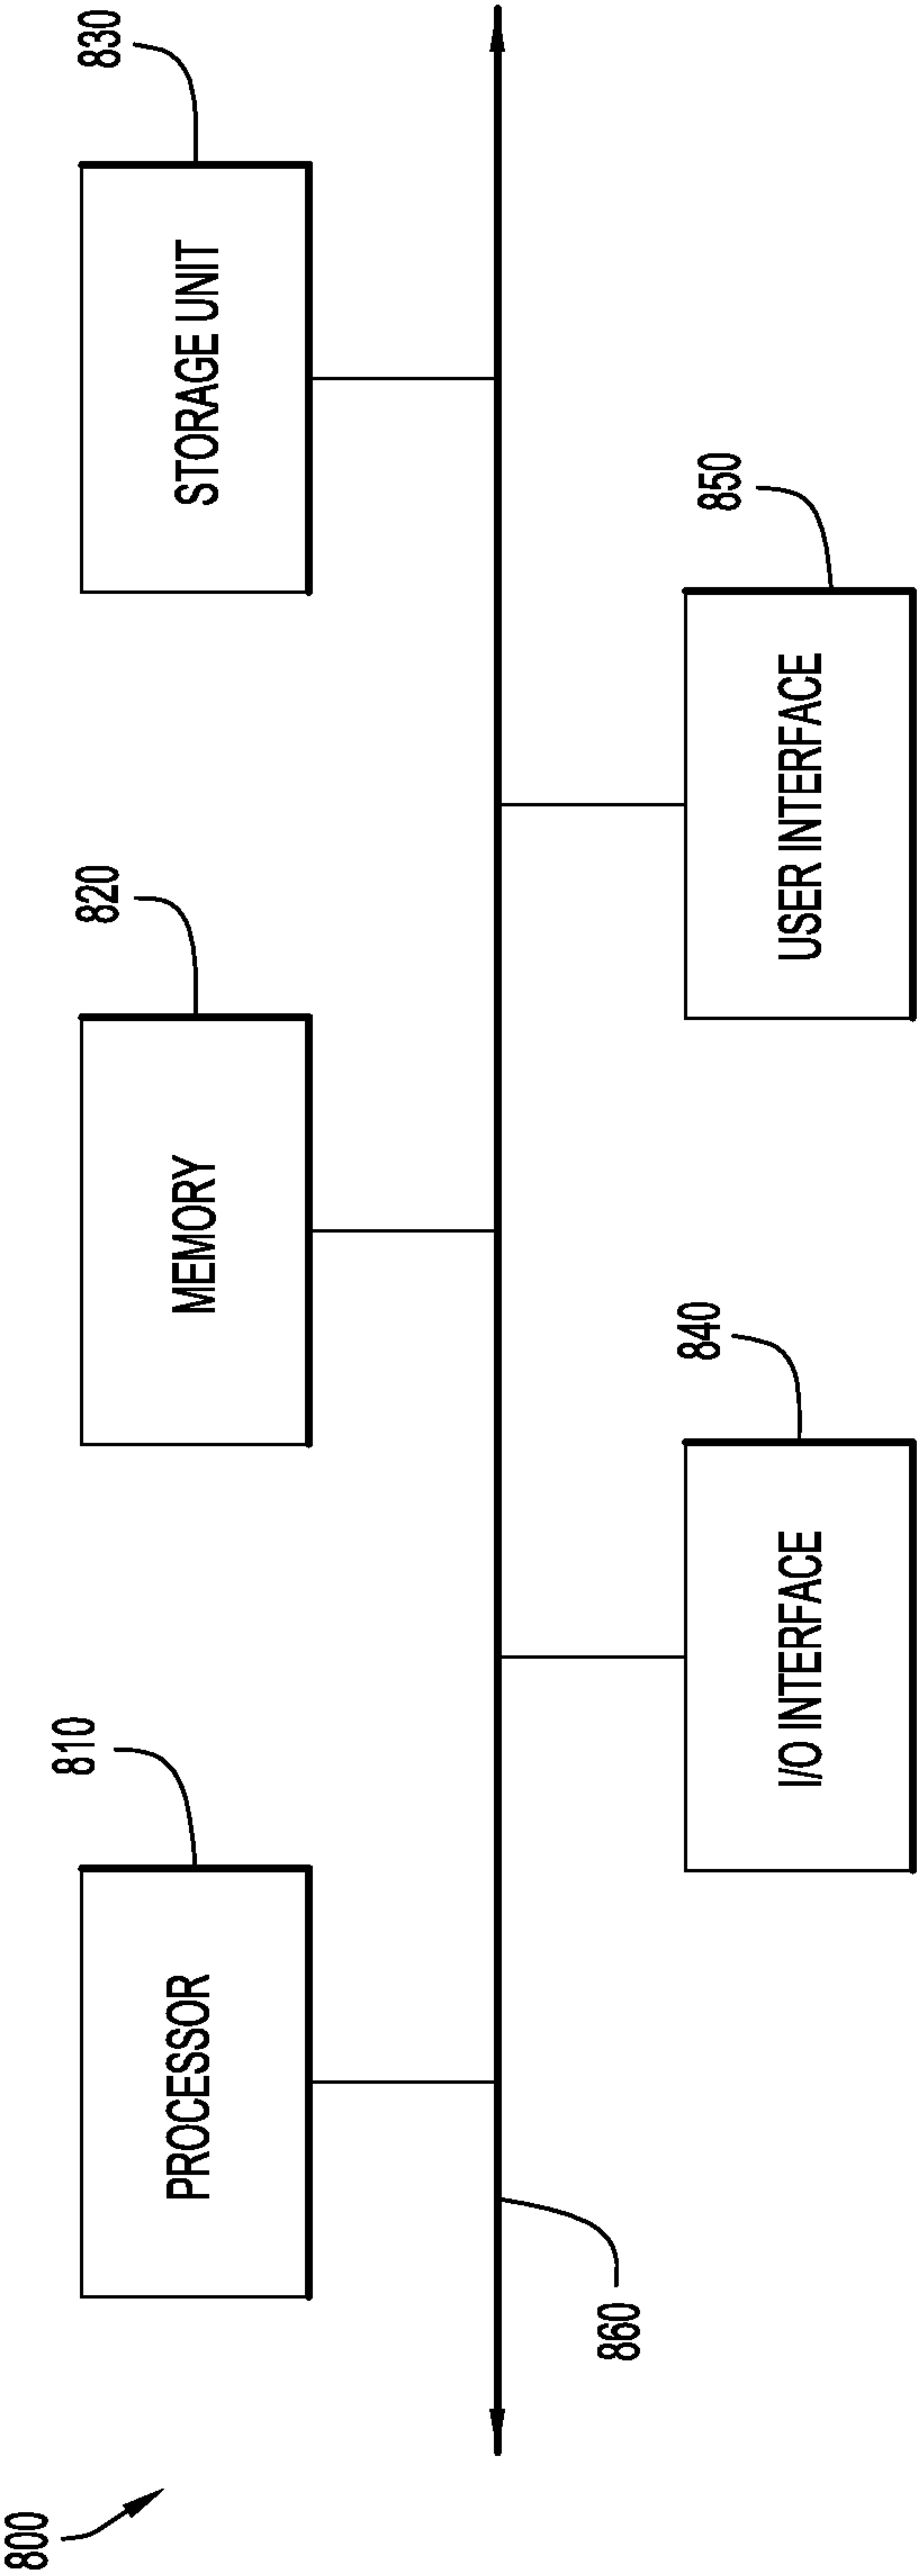 800
810
PROCESSOR
820
MEMORY
830
STORAGE UNIT
860
840
I/O INTERFACE
850
USER INTERFACE